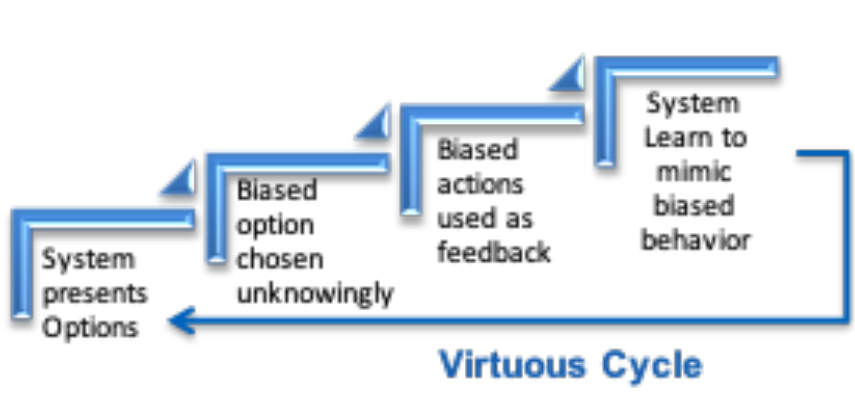 System
presents
Options
Biased
option
chosen
unknowingly
Biased
actions
used as
feedback
System
Learn to
mimic
biased
behavior
Virtuous Cycle